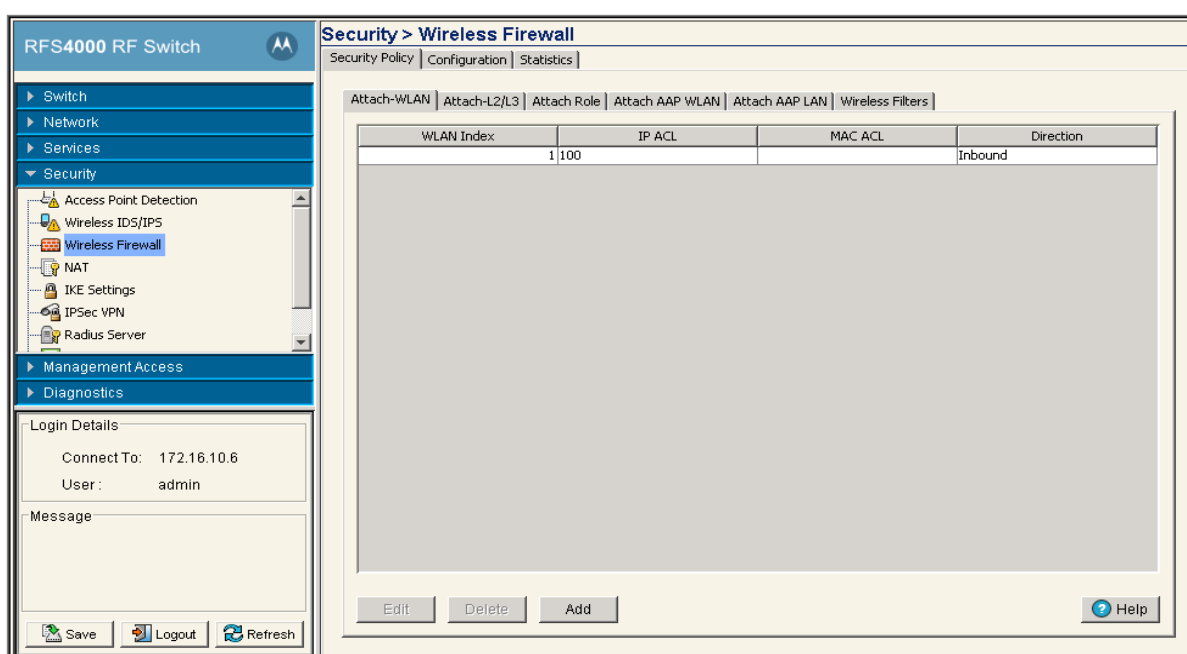 RFS4000 RF Switch
Switch
Network
Services
Security
Access Point Detection
Wireless IDS/IPS
Wireless Firewall
NAT
IKE Settings
IPSec VPN
Radius Server
Management Access
Diagnostics
Login Details
Connect To: 172.16.10.6
User : admin
Message
Save Logout Refresh
Security > Wireless Firewall
Security Policy Configuration Statistics
Attach-WLAN Attach-L2/L3 Attach Role Attach AAP WLAN Attach AAP LAN Wireless Filters
WLAN Index IP ACL MAC ACL Direction
1 100 Inbound
Edit Delete Add Help